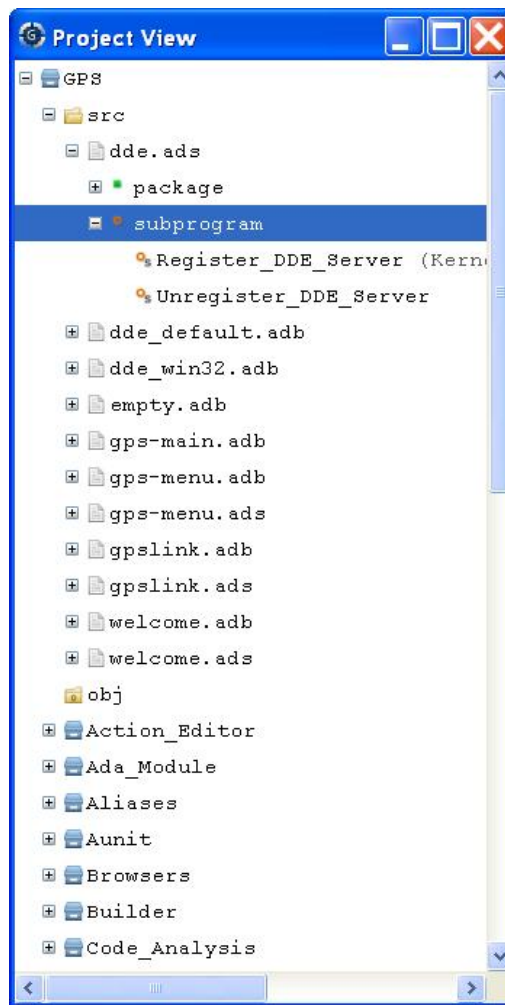 Project View
GPS
src
dde.ads
package
subprogram
Register_DDE_Server (Kern
Unregister_DDE_Server
dde_default.adb
dde_win32.adb
empty.adb
gps-main.adb
gps-menu.adb
gps-menu.ads
gpslink.adb
gpslink.ads
welcome.adb
welcome.ads
obj
Action_Editor
Ada_Module
Aliases
Aunit
Browsers
Builder
Code_Analysis